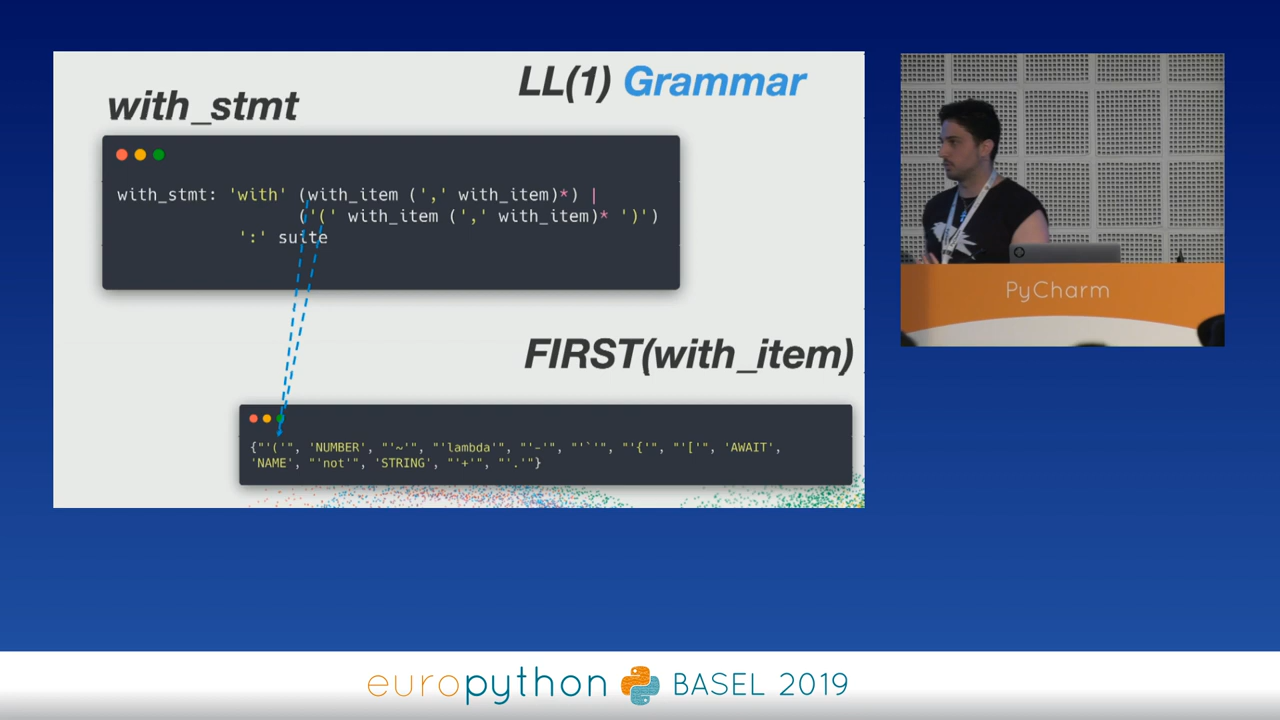 LL(1) Grammar
with_stmt
with_stmt: 'with' (with_item (',' with_item)*) |
('(' with_item (',' with_item)* ')')
':' suite
FIRST(with_item)
{"'('", 'NUMBER', "'~'", "'lambda'", "'-'", "'`'", "'{'", "'['", 'AWAIT',
'NAME', "'not'", 'STRING', "'+'", "'.'"}
PyCharm
europython BASEL 2019